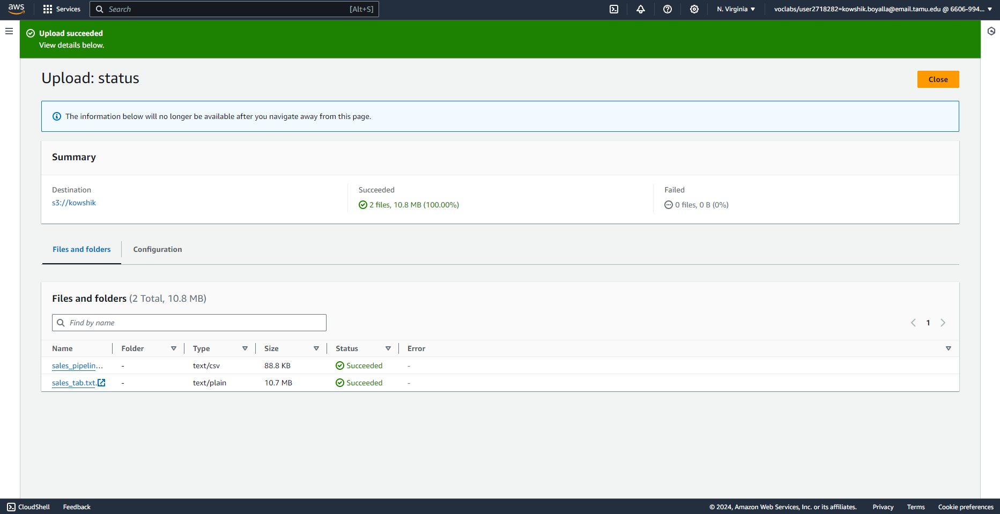 aws Services Search [Alt+S] N. Virginia voclabs/user2718282=kowshik.boyalla@email.tamu.edu @ 6606-994...
Upload succeeded
View details below.
Upload: status
Close
The information below will no longer be available after you navigate away from this page.
Summary
Destination Succeeded Failed
s3://kowshik 2 files, 10.8 MB (100.00%) 0 files, 0 B (0%)
Files and folders Configuration
Files and folders (2 Total, 10.8 MB)
Find by name 1
Name Folder Type Size Status Error
sales_pipelin... - text/csv 88.8 KB Succeeded -
sales_tab.txt. - text/plain 10.7 MB Succeeded -
CloudShell Feedback © 2024, Amazon Web Services, Inc. or its affiliates. Privacy Terms Cookie preferences